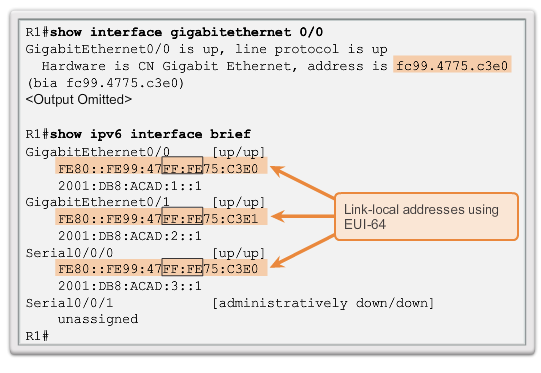 R1#show interface gigabitethernet 0/0
GigabitEthernet0/0 is up, line protocol is up
Hardware is CN Gigabit Ethernet, address is fc99.4775.c3e0
(bia fc99.4775.c3e0)
<Output Omitted>
R1#show ipv6 interface brief
GigabitEthernet0/0 [up/up]
FE80::FE99:47FF:FE75:C3E0
2001:DB8:ACAD:1::1
GigabitEthernet0/1 [up/up]
FE80::FE99:47FF:FE75:C3E1
2001:DB8:ACAD:2::1
Serial0/0/0 [up/up]
FE80::FE99:47FF:FE75:C3E0
2001:DB8:ACAD:3::1
Serial0/0/1 [administratively down/down]
unassigned
R1#
Link-local addresses using
EUI-64